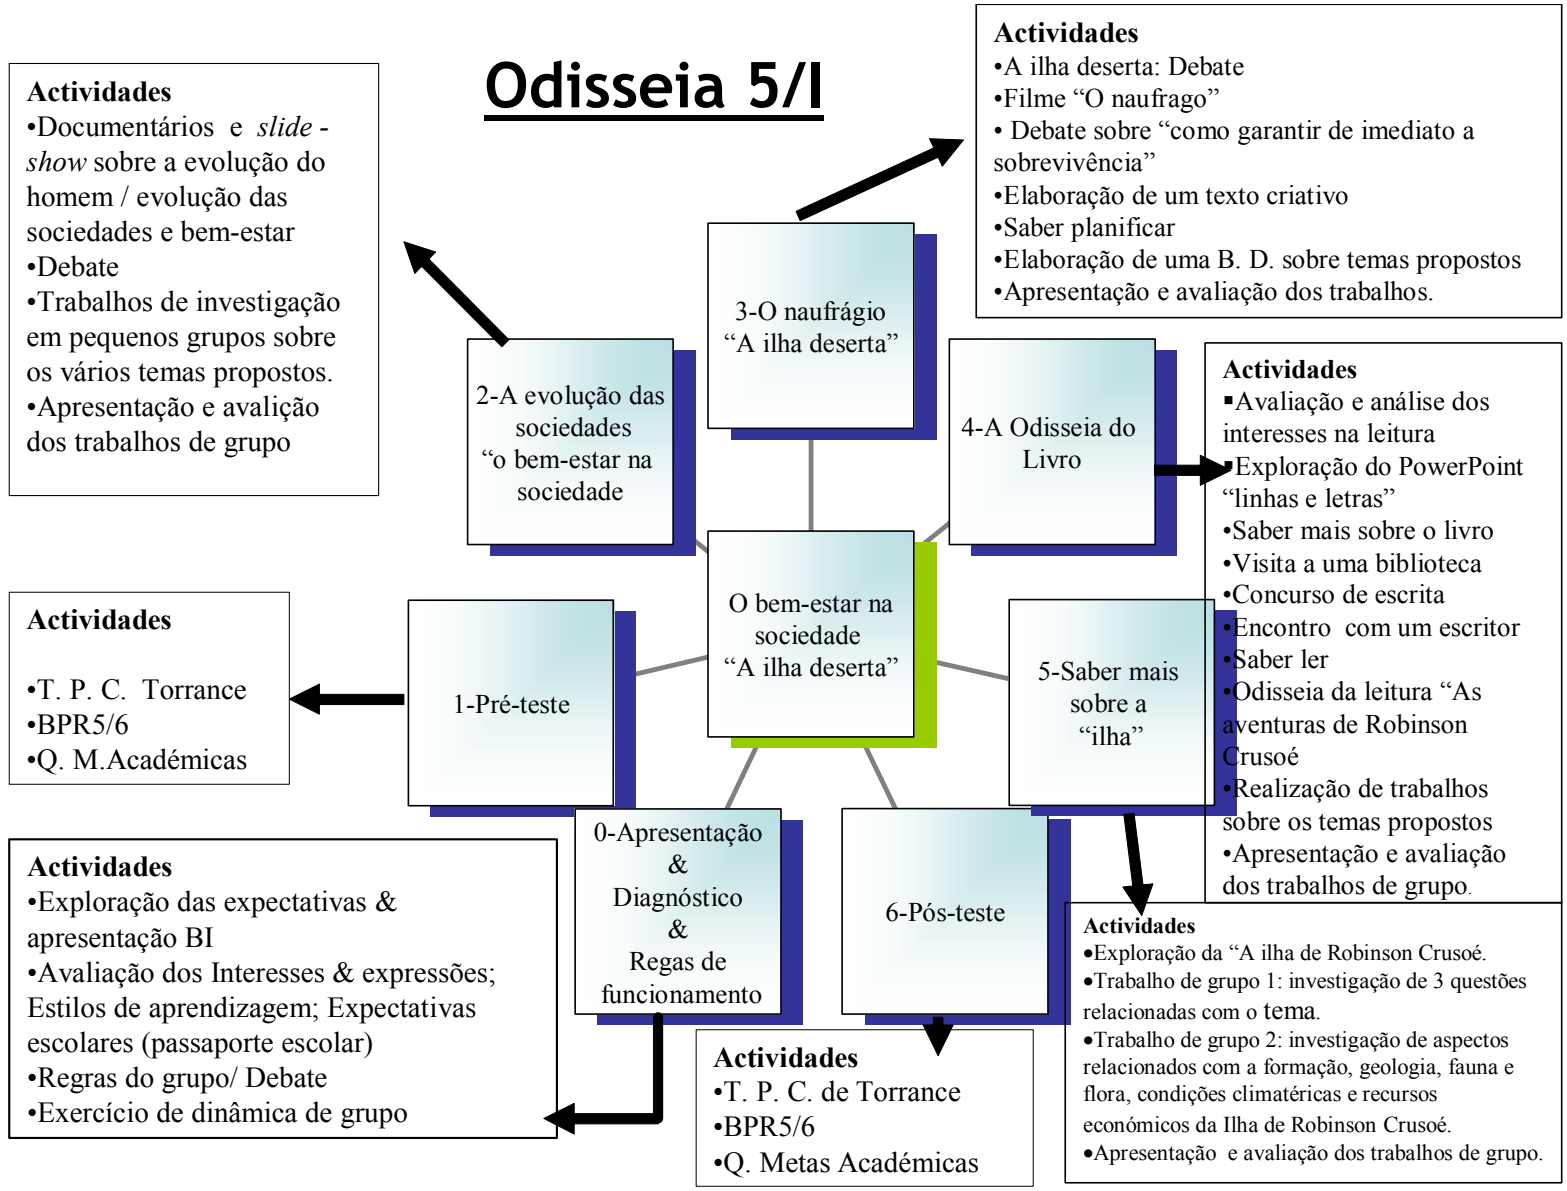 Odisseia 5/I
Actividades
•Documentários e slide -
show sobre a evolução do
homem / evolução das
sociedades e bem-estar
•Debate
•Trabalhos de investigação
em pequenos grupos sobre
os vários temas propostos.
•Apresentação e avalição
dos trabalhos de grupo
Actividades
•A ilha deserta: Debate
•Filme “O naufrago”
• Debate sobre “como garantir de imediato a
sobrevivência”
•Elaboração de um texto criativo
•Saber planificar
•Elaboração de uma B. D. sobre temas propostos
•Apresentação e avaliação dos trabalhos.
3-O naufrágio
“A ilha deserta”
2-A evolução das
sociedades
“o bem-estar na
sociedade
4-A Odisseia do
Livro
Actividades
▪Avaliação e análise dos
interesses na leitura
▪Exploração do PowerPoint
“linhas e letras”
•Saber mais sobre o livro
•Visita a uma biblioteca
•Concurso de escrita
•Encontro com um escritor
•Saber ler
•Odisseia da leitura “As
aventuras de Robinson
Crusoé
•Realização de trabalhos
sobre os temas propostos
•Apresentação e avaliação
dos trabalhos de grupo.
O bem-estar na
sociedade
“A ilha deserta”
Actividades
•T. P. C. Torrance
•BPR5/6
•Q. M.Académicas
1-Pré-teste
5-Saber mais
sobre a
“ilha”
0-Apresentação
&
Diagnóstico
&
Regas de
funcionamento
6-Pós-teste
Actividades
•Exploração das expectativas &
apresentação BI
•Avaliação dos Interesses & expressões;
Estilos de aprendizagem; Expectativas
escolares (passaporte escolar)
•Regras do grupo/ Debate
•Exercício de dinâmica de grupo
Actividades
•T. P. C. de Torrance
•BPR5/6
•Q. Metas Académicas
Actividades
•Exploração da “A ilha de Robinson Crusoé.
•Trabalho de grupo 1: investigação de 3 questões
relacionadas com o tema.
•Trabalho de grupo 2: investigação de aspectos
relacionados com a formação, geologia, fauna e
flora, condições climatéricas e recursos
económicos da Ilha de Robinson Crusoé.
•Apresentação e avaliação dos trabalhos de grupo.